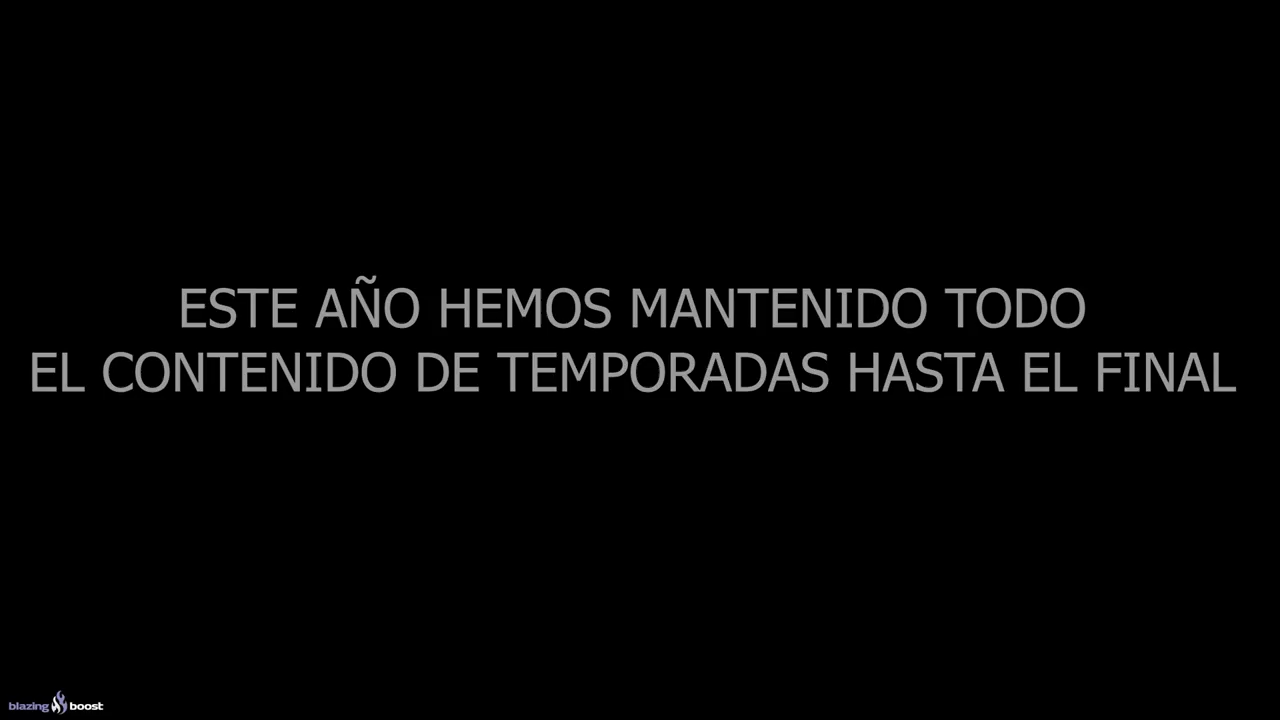 ESTE AÑO HEMOS MANTENIDO TODO
EL CONTENIDO DE TEMPORADAS HASTA EL FINAL
blazing boost